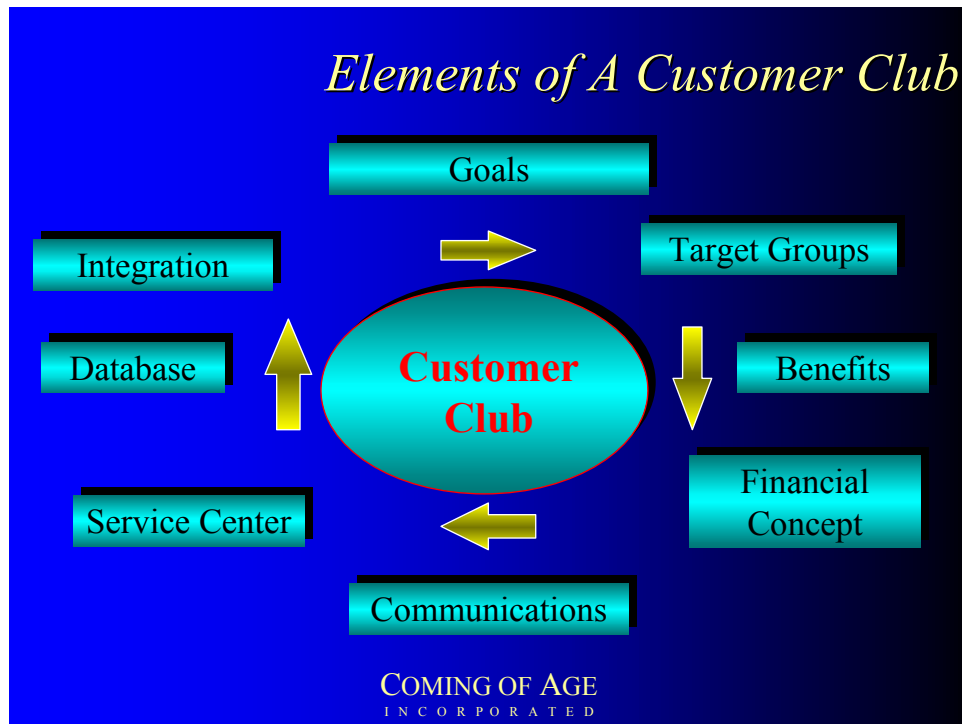 Elements of A Customer Club
Goals
Target Groups
Integration
Database
Customer
Club
Benefits
Financial
Concept
Service Center
Communications
COMING OF AGE
INCORPORATED